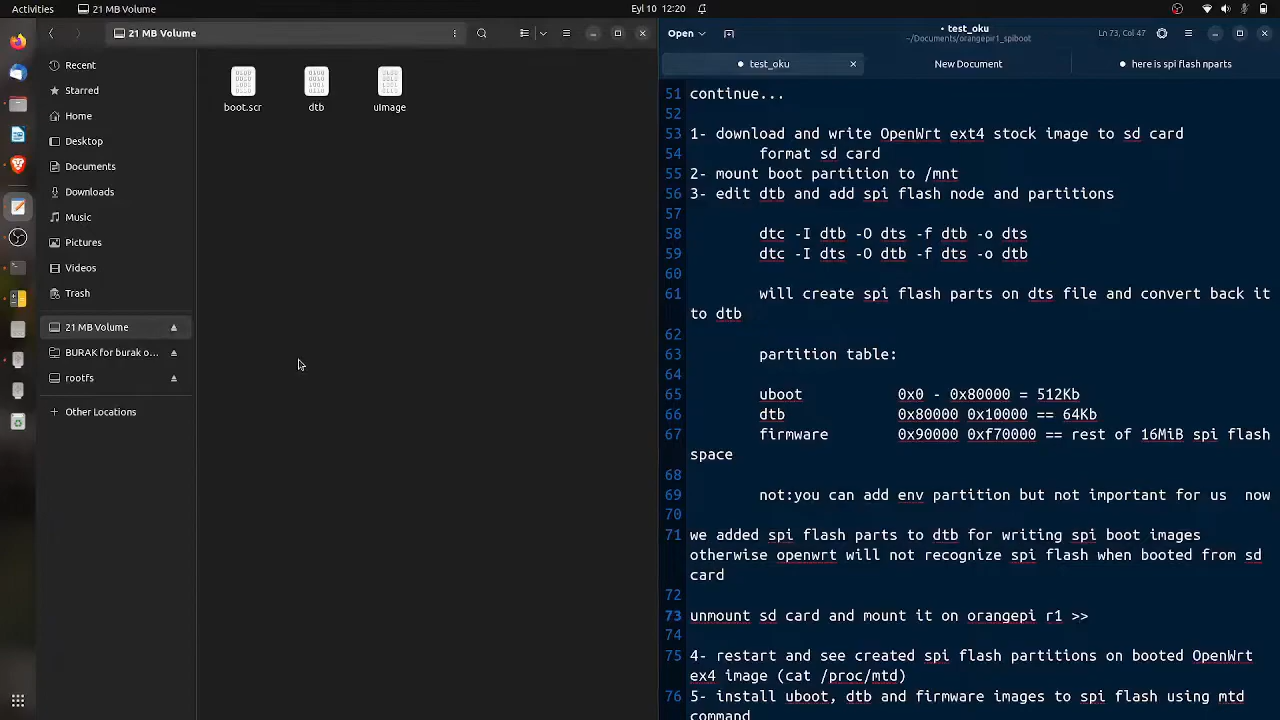 Activities
21 MB Volume
Eyl 10 12:20
21 MB Volume
Recent
Starred
Home
Desktop
Documents
Downloads
Music
Pictures
Videos
Trash
21 MB Volume
BURAK for burak o...
rootfs
Other Locations
boot.scr
dtb
uImage
Open
• test_oku
~/Documents/orangepir1_spiboot
Ln 73, Col 47
test_oku
New Document
here is spi flash nparts
51 continue...
52
53 1- download and write OpenWrt ext4 stock image to sd card
54 format sd card
55 2- mount boot partition to /mnt
56 3- edit dtb and add spi flash node and partitions
57
58 dtc -I dtb -O dts -f dtb -o dts
59 dtc -I dts -O dtb -f dts -o dtb
60
61 will create spi flash parts on dts file and convert back it
to dtb
62
63 partition table:
64
65 uboot 0x0 - 0x80000 = 512Kb
66 dtb 0x80000 0x10000 == 64Kb
67 firmware 0x90000 0xf70000 == rest of 16MiB spi flash
space
68
69 not:you can add env partition but not important for us now
70
71 we added spi flash parts to dtb for writing spi boot images
otherwise openwrt will not recognize spi flash when booted from sd
card
72
73 unmount sd card and mount it on orangepi r1 >>
74
75 4- restart and see created spi flash partitions on booted OpenWrt
ex4 image (cat /proc/mtd)
76 5- install uboot, dtb and firmware images to spi flash using mtd
command